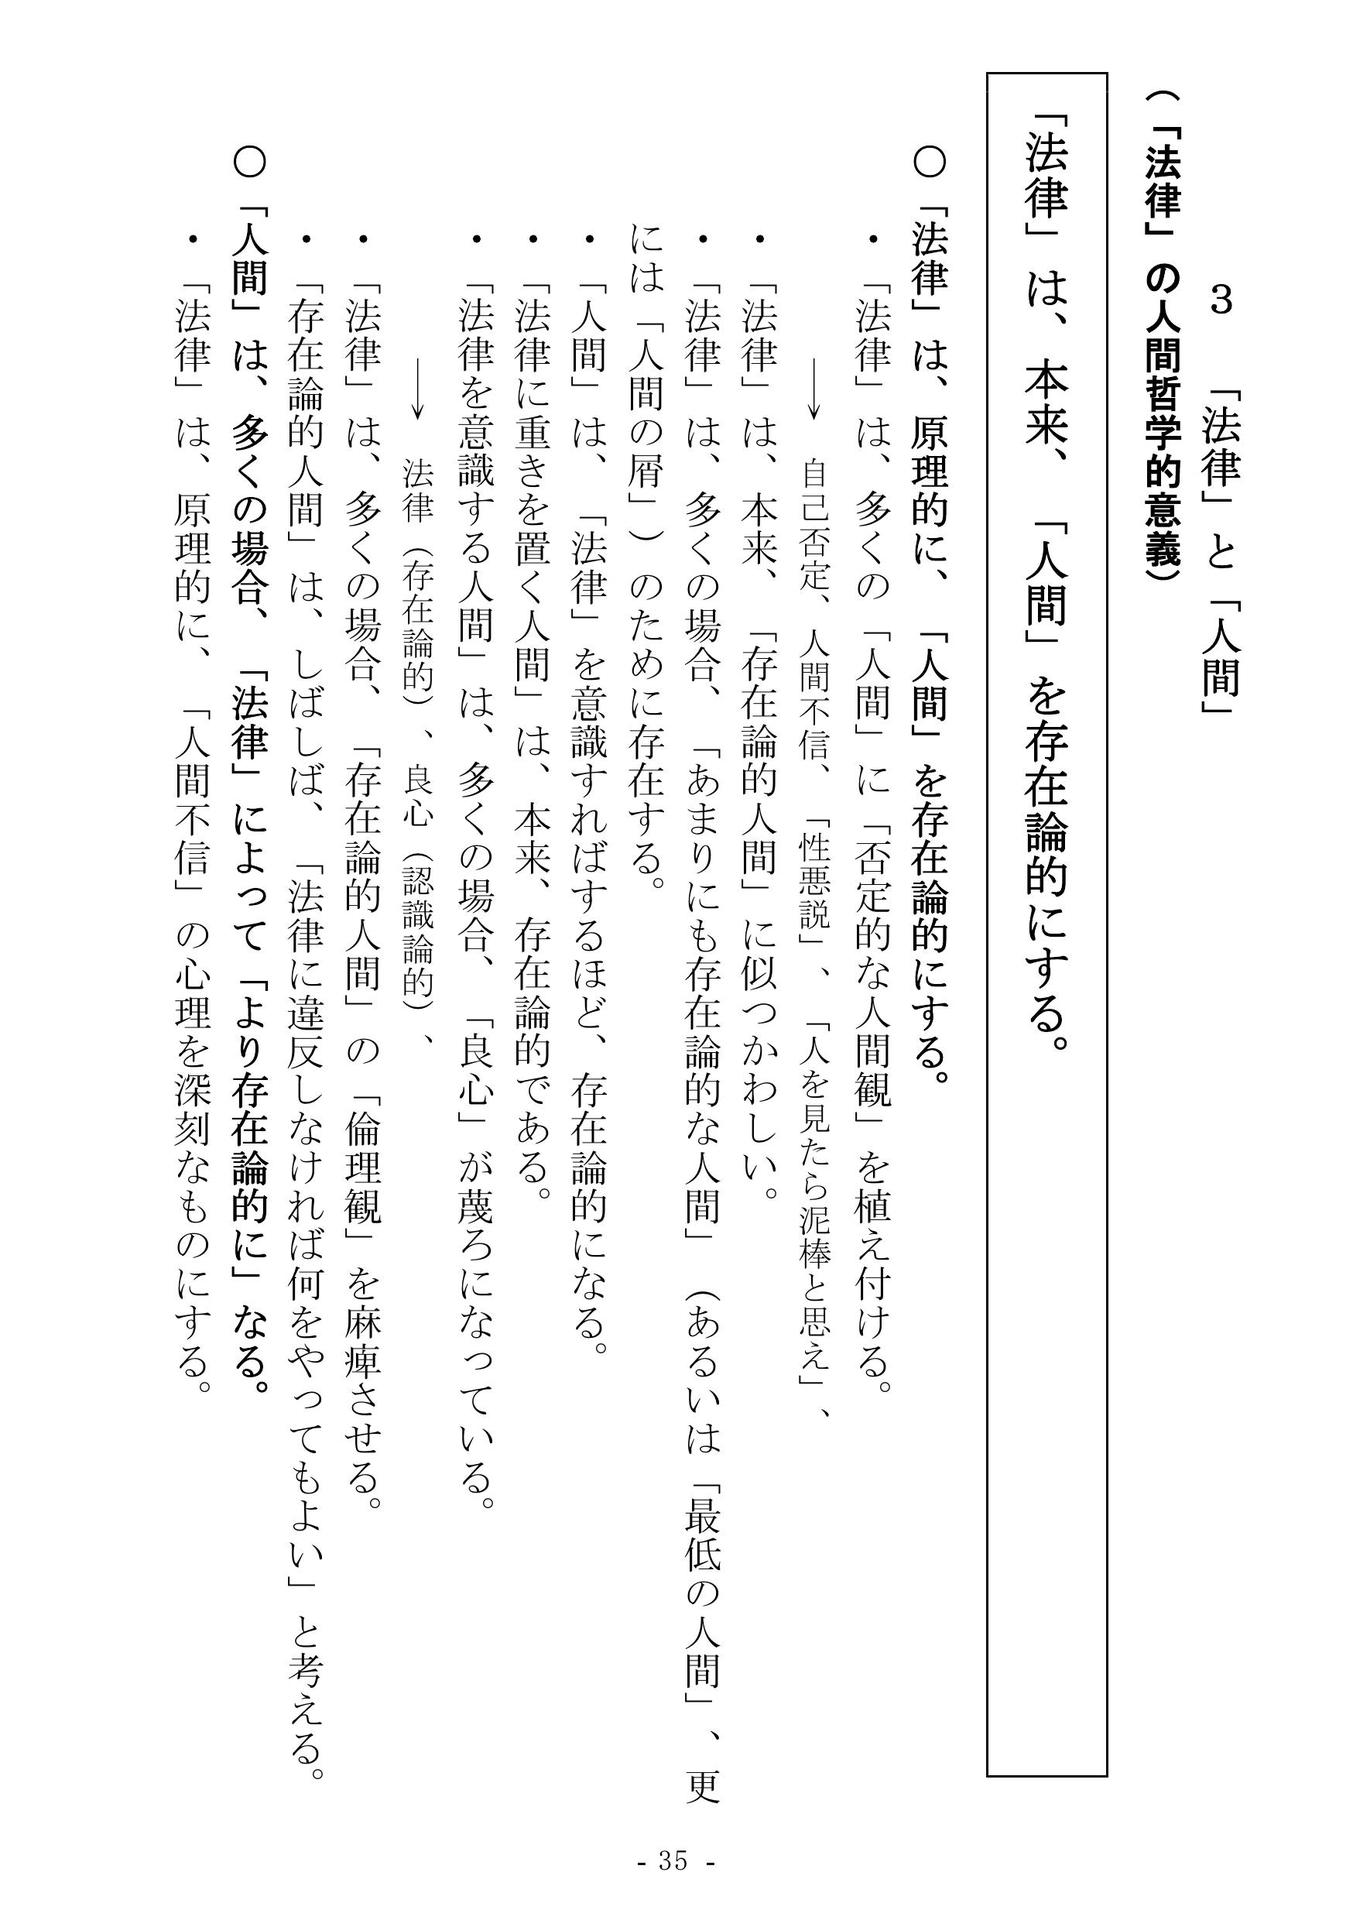 ３　「法律」と「人間」
（「法律」の人間哲学的意義）
「法律」は、本来、「人間」を存在論的にする。
○「法律」は、原理的に、「人間」を存在論的にする。
・「法律」は、多くの「人間」に「否定的な人間観」を植え付ける。
→　自己否定、人間不信、「性悪説」、「人を見たら泥棒と思え」、
・「法律」は、本来、「存在論的人間」に似つかわしい。
・「法律」は、多くの場合、「あまりにも存在論的な人間」（あるいは「最低の人間」、更
には「人間の屑」）のために存在する。
・「人間」は、「法律」を意識すればするほど、存在論的になる。
・「法律に重きを置く人間」は、本来、存在論的である。
・「法律を意識する人間」は、多くの場合、「良心」が蔑ろになっている。
→　法律（存在論的）、良心（認識論的）、
・「法律」は、多くの場合、「存在論的人間」の「倫理観」を麻痺させる。
・「存在論的人間」は、しばしば、「法律に違反しなければ何をやってもよい」と考える。
○「人間」は、多くの場合、「法律」によって「より存在論的に」なる。
・「法律」は、原理的に、「人間不信」の心理を深刻なものにする。
- 35 -